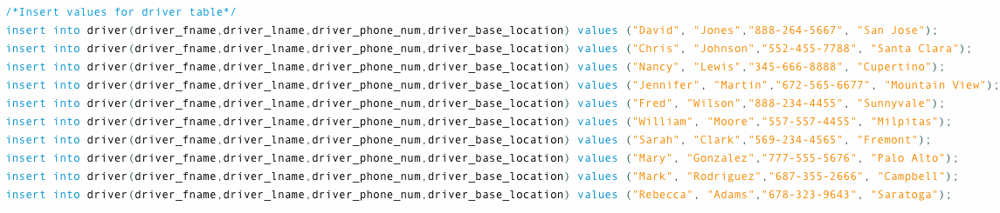 /*Insert values for driver table*/
insert into driver(driver_fname,driver_lname,driver_phone_num,driver_base_location) values ("David", "Jones","888-264-5667", "San Jose");
insert into driver(driver_fname,driver_lname,driver_phone_num,driver_base_location) values ("Chris", "Johnson","552-455-7788", "Santa Clara");
insert into driver(driver_fname,driver_lname,driver_phone_num,driver_base_location) values ("Nancy", "Lewis","345-666-8888", "Cupertino");
insert into driver(driver_fname,driver_lname,driver_phone_num,driver_base_location) values ("Jennifer", "Martin","672-565-6677", "Mountain View");
insert into driver(driver_fname,driver_lname,driver_phone_num,driver_base_location) values ("Fred", "Wilson","888-234-4455", "Sunnyvale");
insert into driver(driver_fname,driver_lname,driver_phone_num,driver_base_location) values ("William", "Moore","557-557-4455", "Milpitas");
insert into driver(driver_fname,driver_lname,driver_phone_num,driver_base_location) values ("Sarah", "Clark","569-234-4565", "Fremont");
insert into driver(driver_fname,driver_lname,driver_phone_num,driver_base_location) values ("Mary", "Gonzalez","777-555-5676", "Palo Alto");
insert into driver(driver_fname,driver_lname,driver_phone_num,driver_base_location) values ("Mark", "Rodriguez","687-355-2666", "Campbell");
insert into driver(driver_fname,driver_lname,driver_phone_num,driver_base_location) values ("Rebecca", "Adams","678-323-9643", "Saratoga");